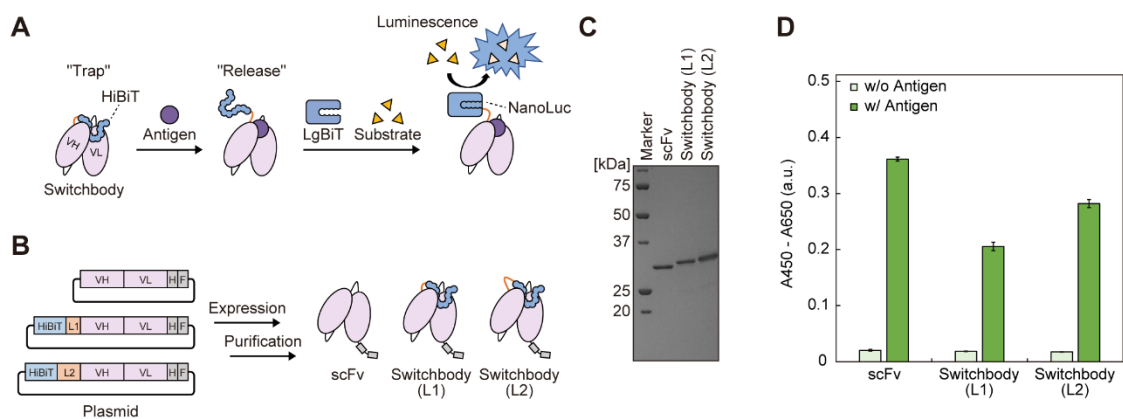 A
"Trap"
HiBiT
VH
VL
Switchbody
Antigen
"Release"
LgBiT
Substrate
Luminescence
NanoLuc
B
VH VL H F
HiBiT L1 VH VL H F
HiBiT L2 VH VL H F
Plasmid
Expression
Purification
scFv
Switchbody
(L1)
Switchbody
(L2)
C
[kDa]
Marker
scFv
Switchbody (L1)
Switchbody (L2)
75
50
37
25
20
D
w/o Antigen
w/ Antigen
A450 - A650 (a.u.)
0.5
0.4
0.3
0.2
0.1
0
scFv
Switchbody
(L1)
Switchbody
(L2)